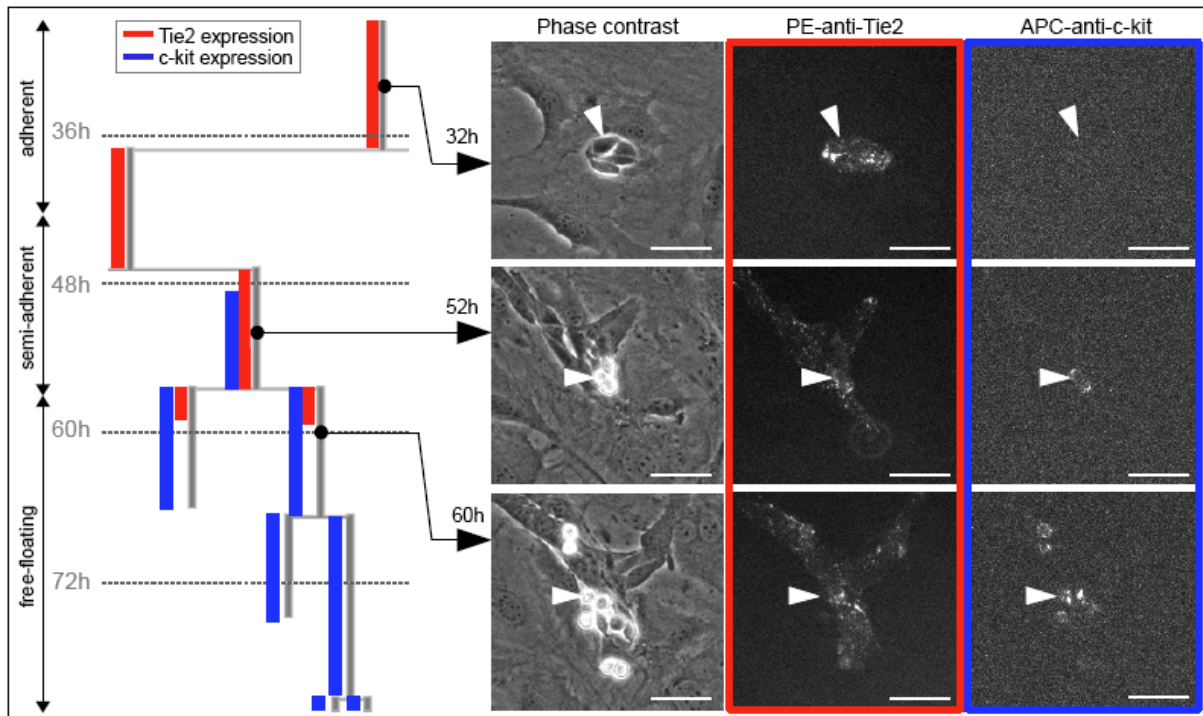 Phase contrast
PE-anti-Tie2
APC-anti-c-kit
Tie2 expression
c-kit expression
adherent
semi-adherent
free-floating
36h
48h
60h
72h
32h
52h
60h